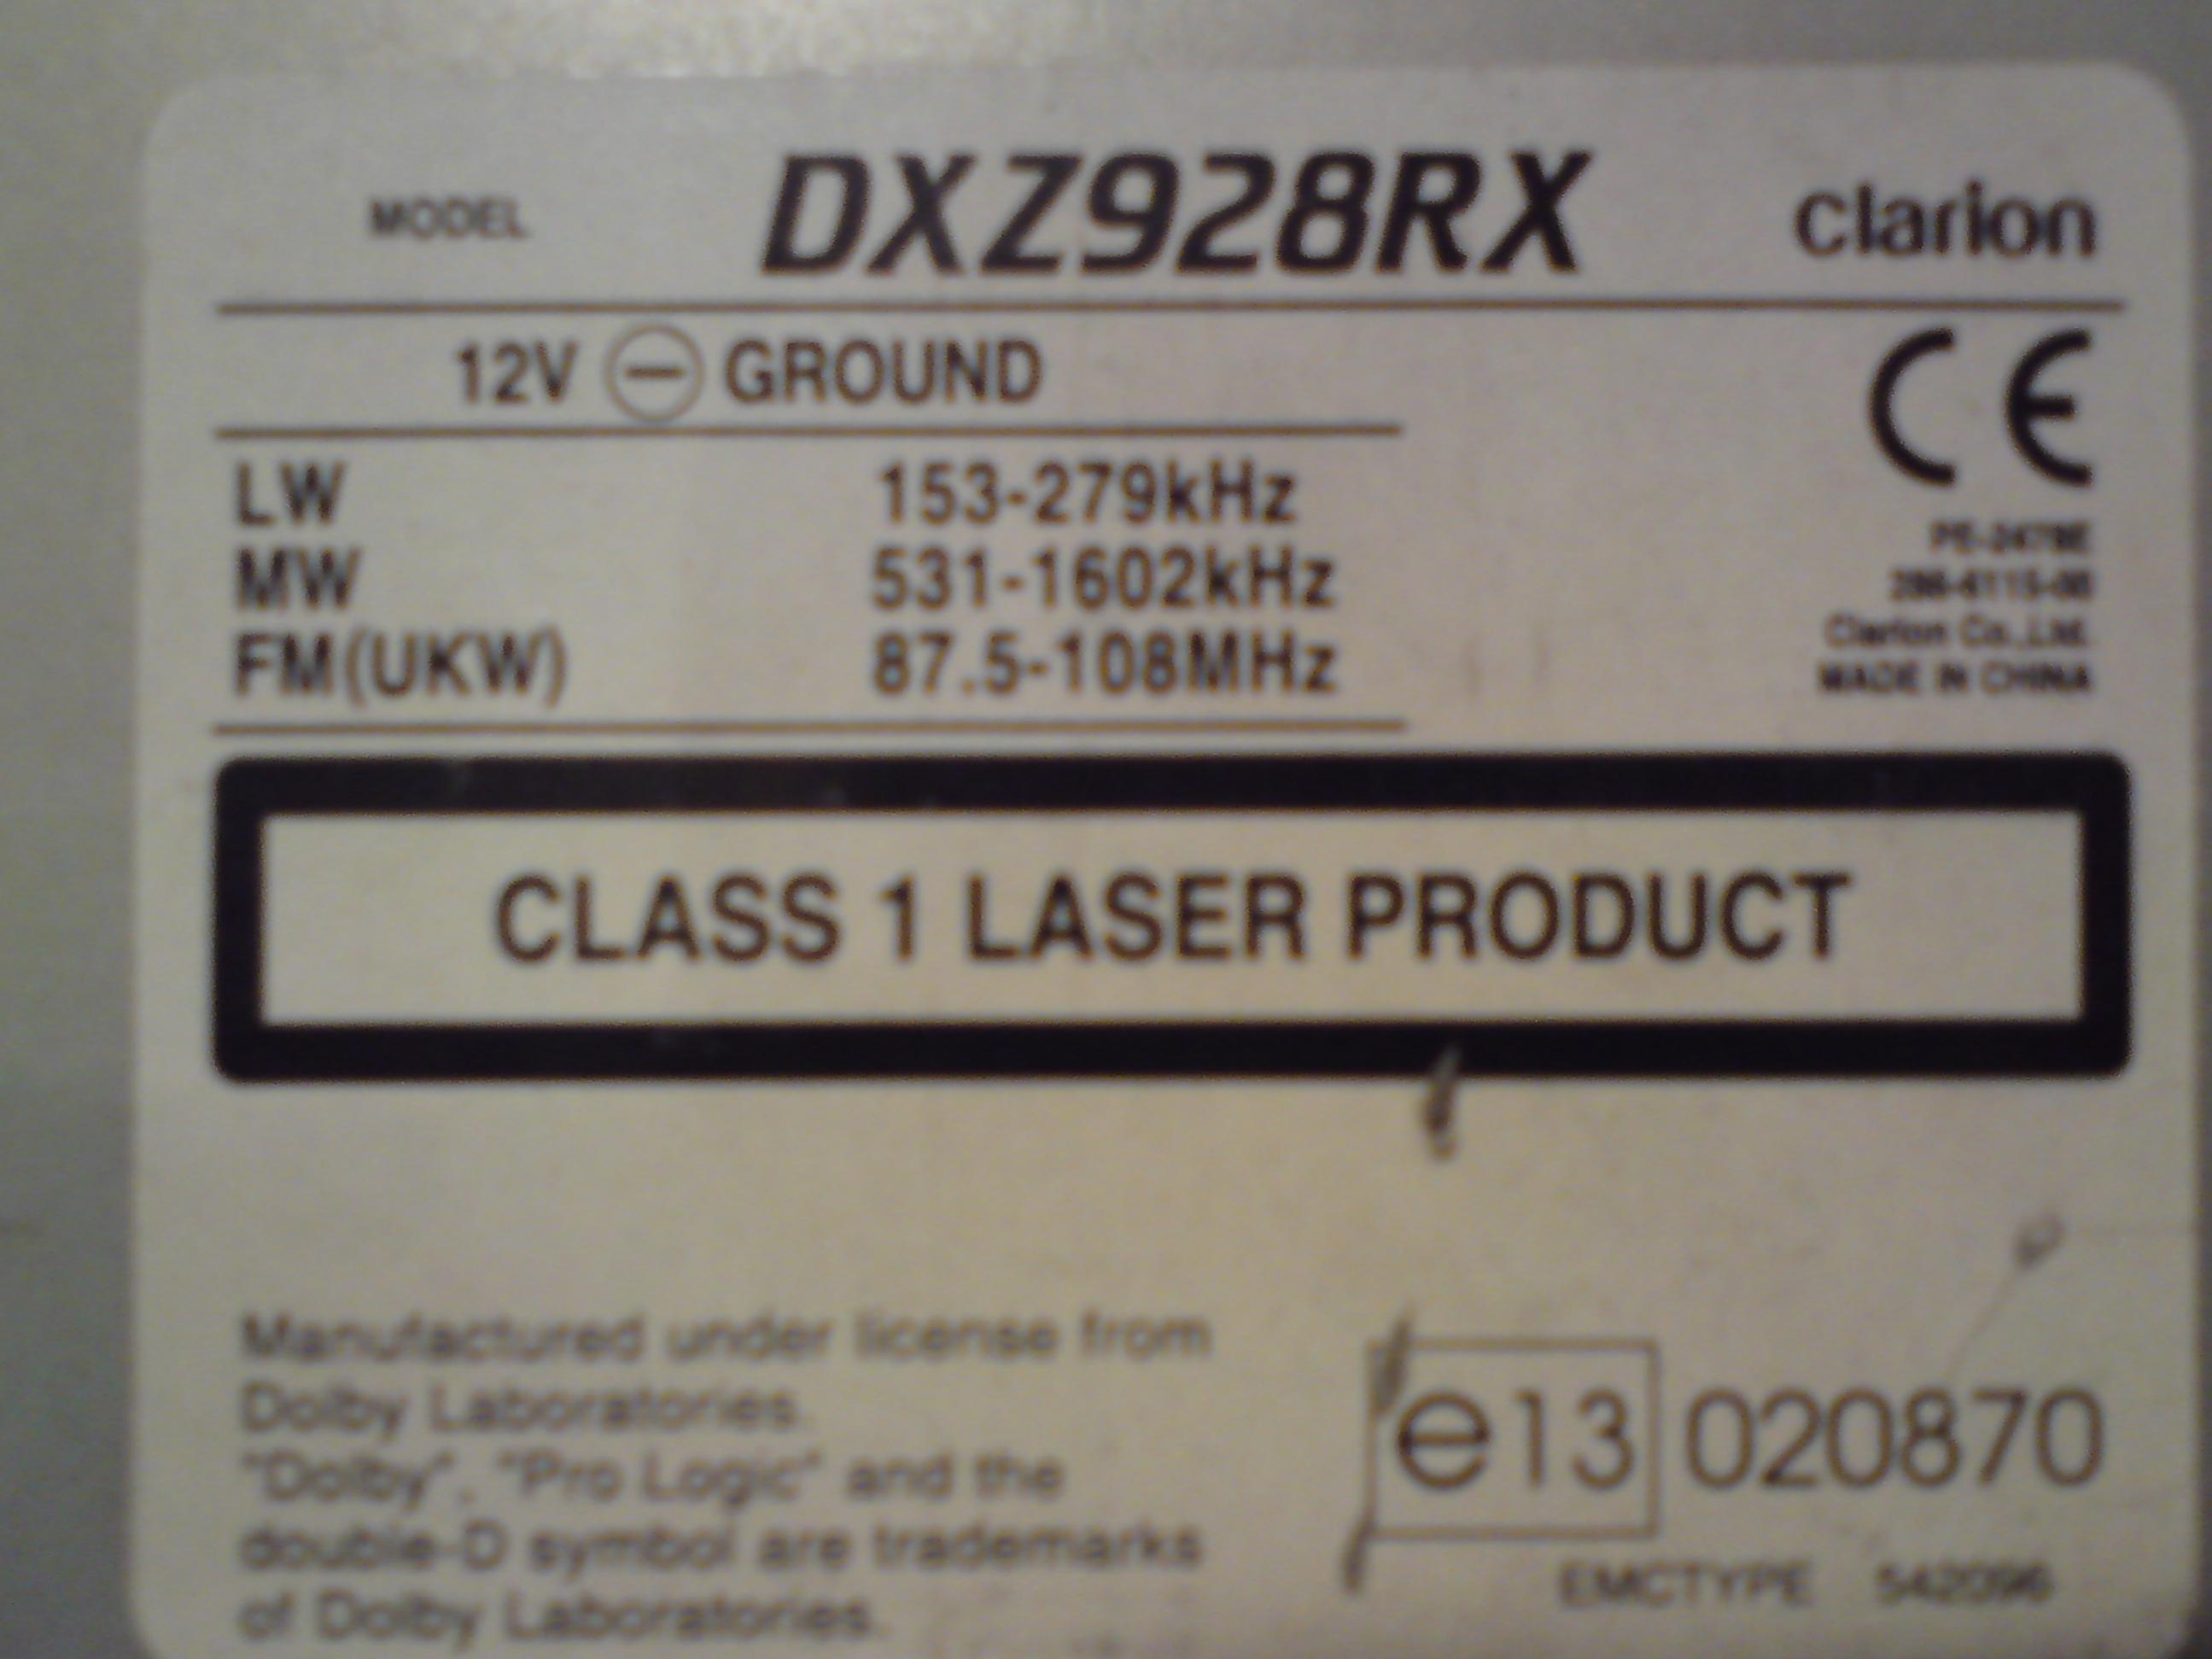 MODEL DXZ928RX clarion
12V ⊖ GROUND
CE
LW 153-279kHz
MW 531-1602kHz
FM(UKW) 87.5-108MHz
Clarion Co.,Ltd.
MADE IN CHINA
CLASS 1 LASER PRODUCT
Manufactured under license from
Dolby Laboratories.
"Dolby", "Pro Logic" and the
double-D symbol are trademarks
of Dolby Laboratories.
e13 020870
EMCTYPE 542096